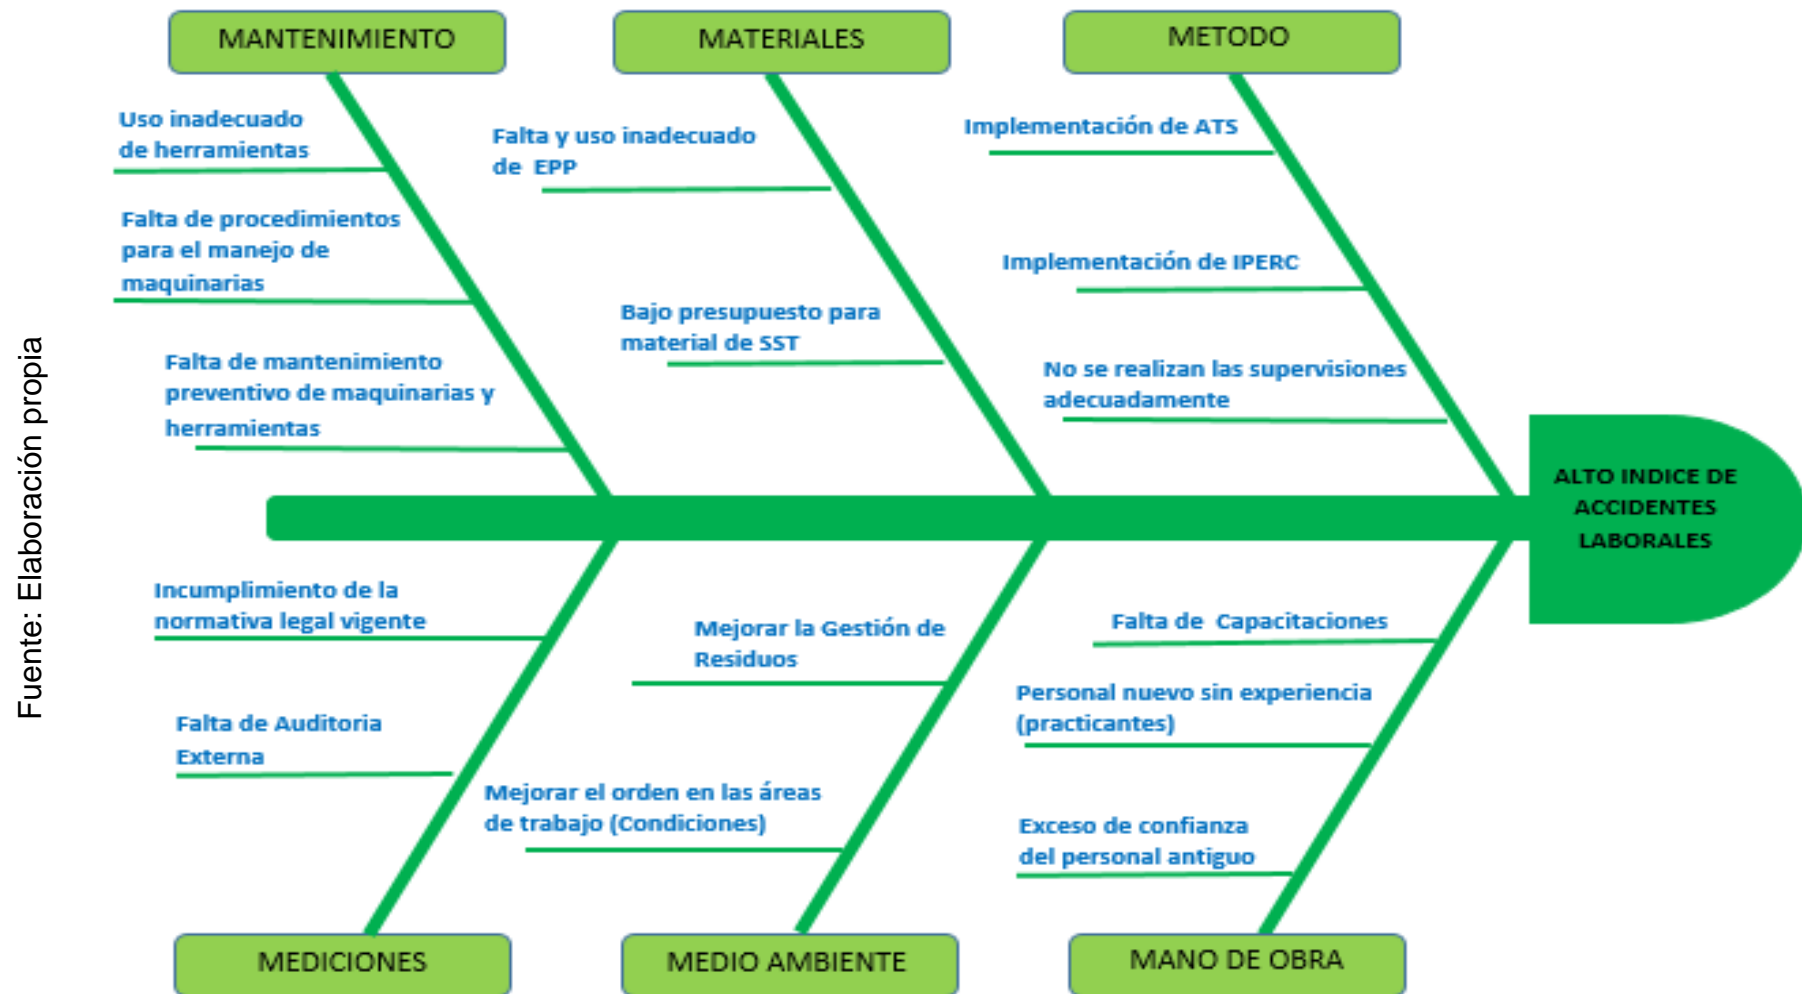 MANTENIMIENTO
MATERIALES
METODO
Uso inadecuado
de herramientas
Falta de procedimientos
para el manejo de
maquinarias
Falta de mantenimiento
preventivo de maquinarias y
herramientas
Falta y uso inadecuado
de EPP
Bajo presupuesto para
material de SST
Implementación de ATS
Implementación de IPERC
No se realizan las supervisiones
adecuadamente
ALTO INDICE DE
ACCIDENTES
LABORALES
Incumplimiento de la
normativa legal vigente
Falta de Auditoria
Externa
Mejorar la Gestión de
Residuos
Mejorar el orden en las áreas
de trabajo (Condiciones)
Falta de Capacitaciones
Personal nuevo sin experiencia
(practicantes)
Exceso de confianza
del personal antiguo
MEDICIONES
MEDIO AMBIENTE
MANO DE OBRA
Fuente: Elaboración propia